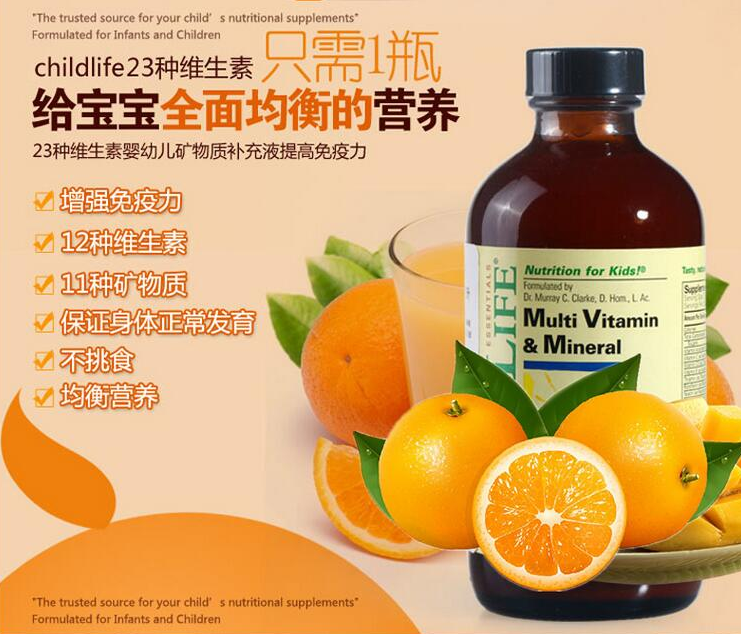 "The trusted source for your child's nutritional supplements"
Formulated for Infants and Children
childlife23种维生素 只需1瓶
给宝宝全面均衡的营养
23种维生素婴幼儿矿物质补充液提高免疫力
增强免疫力
12种维生素
11种矿物质
保证身体正常发育
不挑食
均衡营养
ESSENTIALS
LIFE
Nutrition for Kids!®
Formulated by
Dr. Murray C. Clarke, D. Hom., L. Ac.
Multi Vitamin
& Mineral
"The trusted source for your child's nutritional supplements"
Formulated for Infants and Children